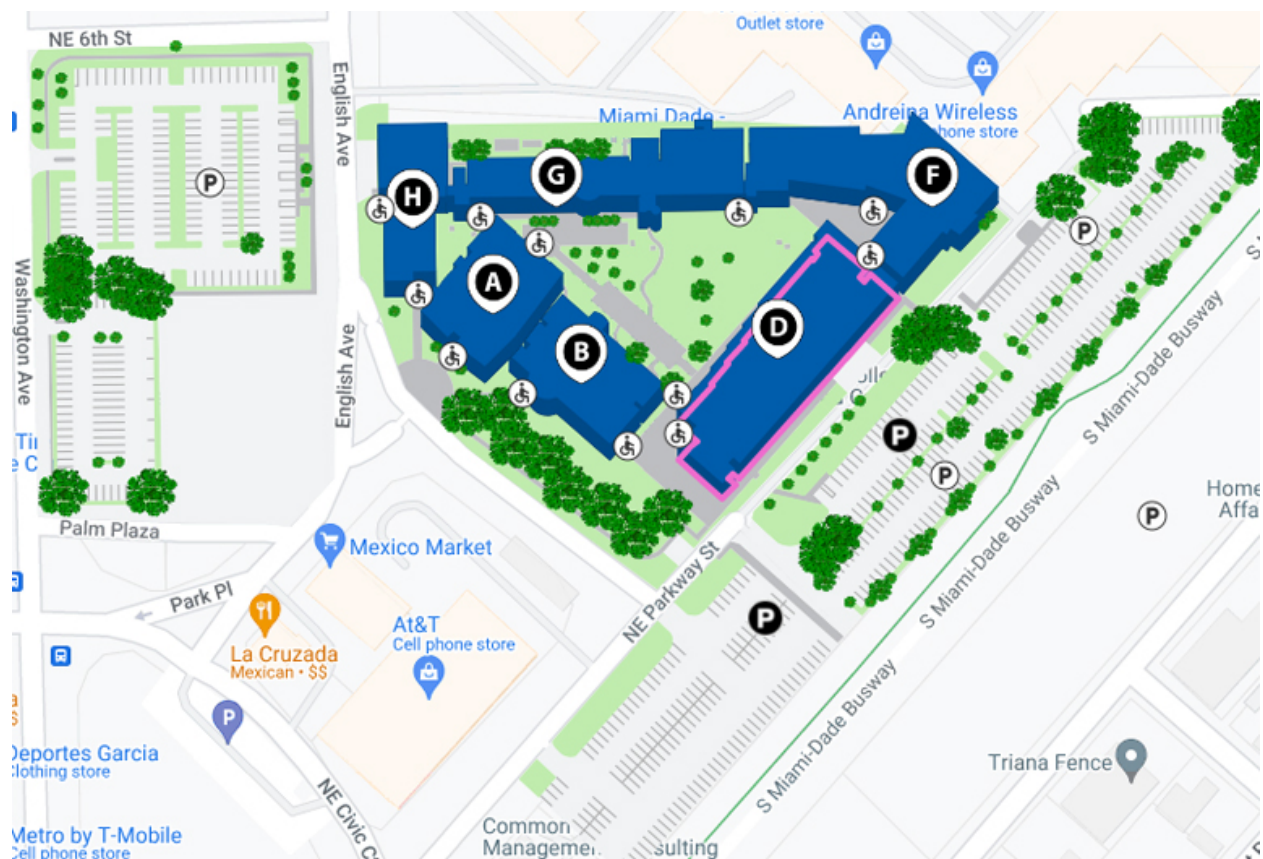 Outlet store
NE 6th St
English Ave
Andreina Wireless
phone store
Miami Dade -
P
H
G
F
P
A
Washington Ave
D
B
English Ave
S Miami-Dade Busway
S Miami-Dade Busway
P
P
P
Home
Affa
Palm Plaza
Mexico Market
NE Parkway St
S Miami-Dade Busway
Park Pl
At&T
Cell phone store
P
La Cruzada
Mexican • $$
P
S Miami-Dade Busway
Deportes Garcia
Clothing store
Triana Fence
NE Civic C
Metro by T-Mobile
Cell phone store
Common
Managemen
sulting